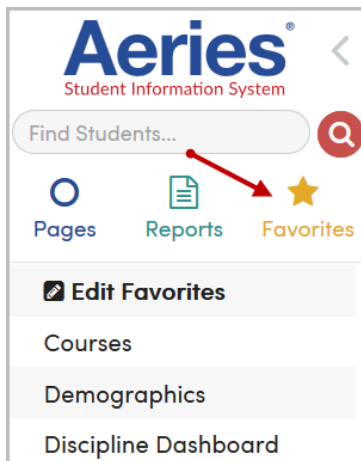 Aeries®
Student Information System
Find Students...
Pages Reports Favorites
Edit Favorites
Courses
Demographics
Discipline Dashboard